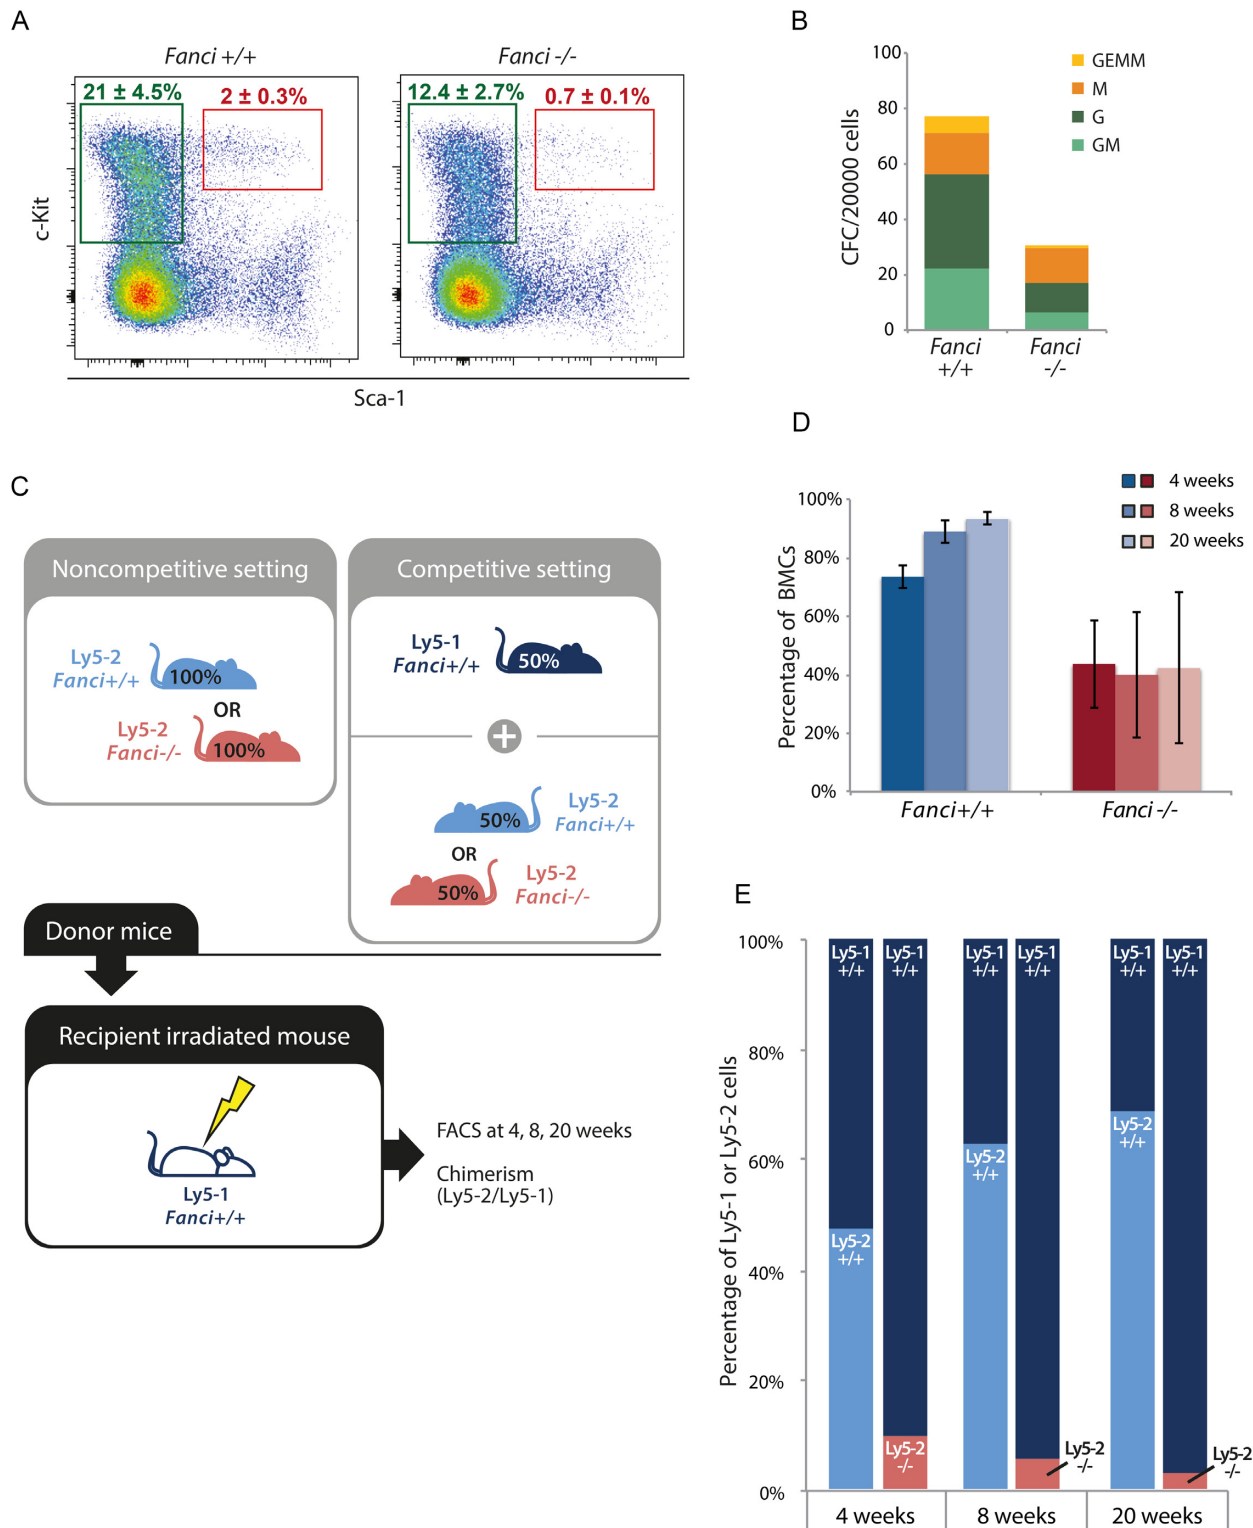 A
Fanci +/+
Fanci -/-
21 ± 4.5%
2 ± 0.3%
12.4 ± 2.7%
0.7 ± 0.1%
c-Kit
Sca-1
B
100
80
60
40
20
0
CFC/20000 cells
GEMM
M
G
GM
Fanci
+/+
Fanci
-/-
C
Noncompetitive setting
Ly5-2
Fanci+/+
100%
OR
Ly5-2
Fanci-/-
100%
Competitive setting
Ly5-1
Fanci+/+
50%
+
50%
Ly5-2
Fanci+/+
OR
50%
Ly5-2
Fanci-/-
Donor mice
Recipient irradiated mouse
Ly5-1
Fanci+/+
FACS at 4, 8, 20 weeks
Chimerism
(Ly5-2/Ly5-1)
D
4 weeks
8 weeks
20 weeks
100%
80%
60%
40%
20%
0%
Percentage of BMCs
Fanci+/+
Fanci -/-
E
100%
80%
60%
40%
20%
0%
Percentage of Ly5-1 or Ly5-2 cells
Ly5-1
+/+
Ly5-1
+/+
Ly5-1
+/+
Ly5-1
+/+
Ly5-1
+/+
Ly5-1
+/+
Ly5-2
+/+
Ly5-2
+/+
Ly5-2
+/+
Ly5-2
-/-
Ly5-2
-/-
Ly5-2
-/-
4 weeks
8 weeks
20 weeks